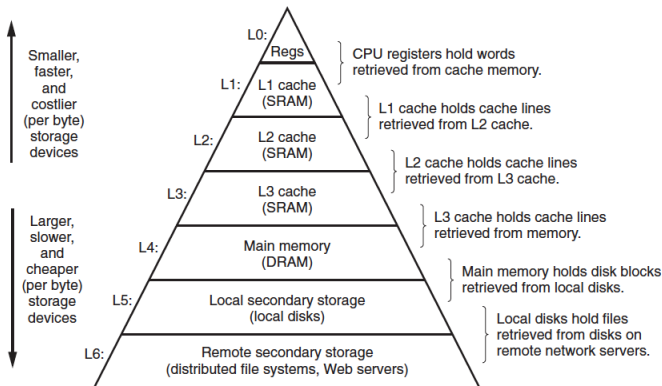 L0:
Regs
CPU registers hold words
retrieved from cache memory.
Smaller,
faster,
and
costlier
(per byte)
storage
devices
L1:
L1 cache
(SRAM)
L1 cache holds cache lines
retrieved from L2 cache.
L2:
L2 cache
(SRAM)
L2 cache holds cache lines
retrieved from L3 cache.
L3:
L3 cache
(SRAM)
L3 cache holds cache lines
retrieved from memory.
Larger,
slower,
and
cheaper
(per byte)
storage
devices
L4:
Main memory
(DRAM)
Main memory holds disk blocks
retrieved from local disks.
L5:
Local secondary storage
(local disks)
Local disks hold files
retrieved from disks on
remote network servers.
L6:
Remote secondary storage
(distributed file systems, Web servers)